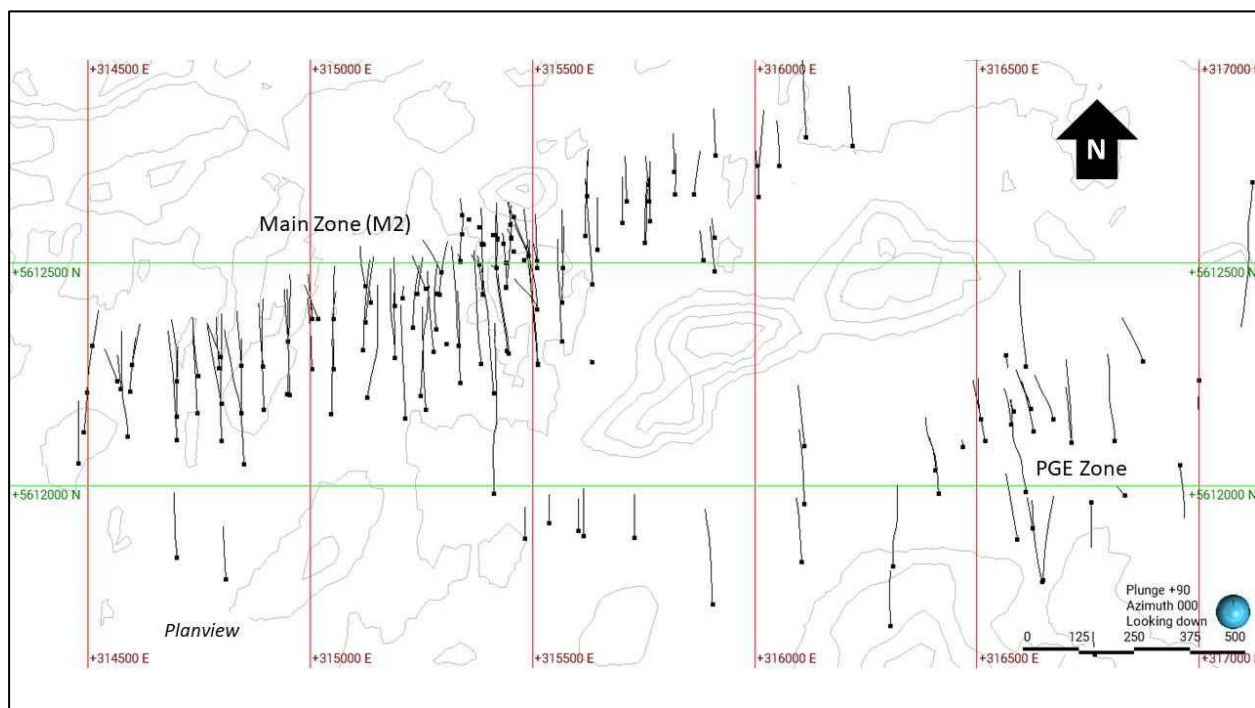 +314500 E
+315000 E
+315500 E
+316000 E
+316500 E
+317000 E
N
Main Zone (M2)
+5612500 N
+5612500 N
PGE Zone
+5612000 N
+5612000 N
Plunge +90
Azimuth 000
Looking down
Planview
0 125 250 375 500
+314500 E
+315000 E
+315500 E
+316000 E
+316500 E
+317000 E